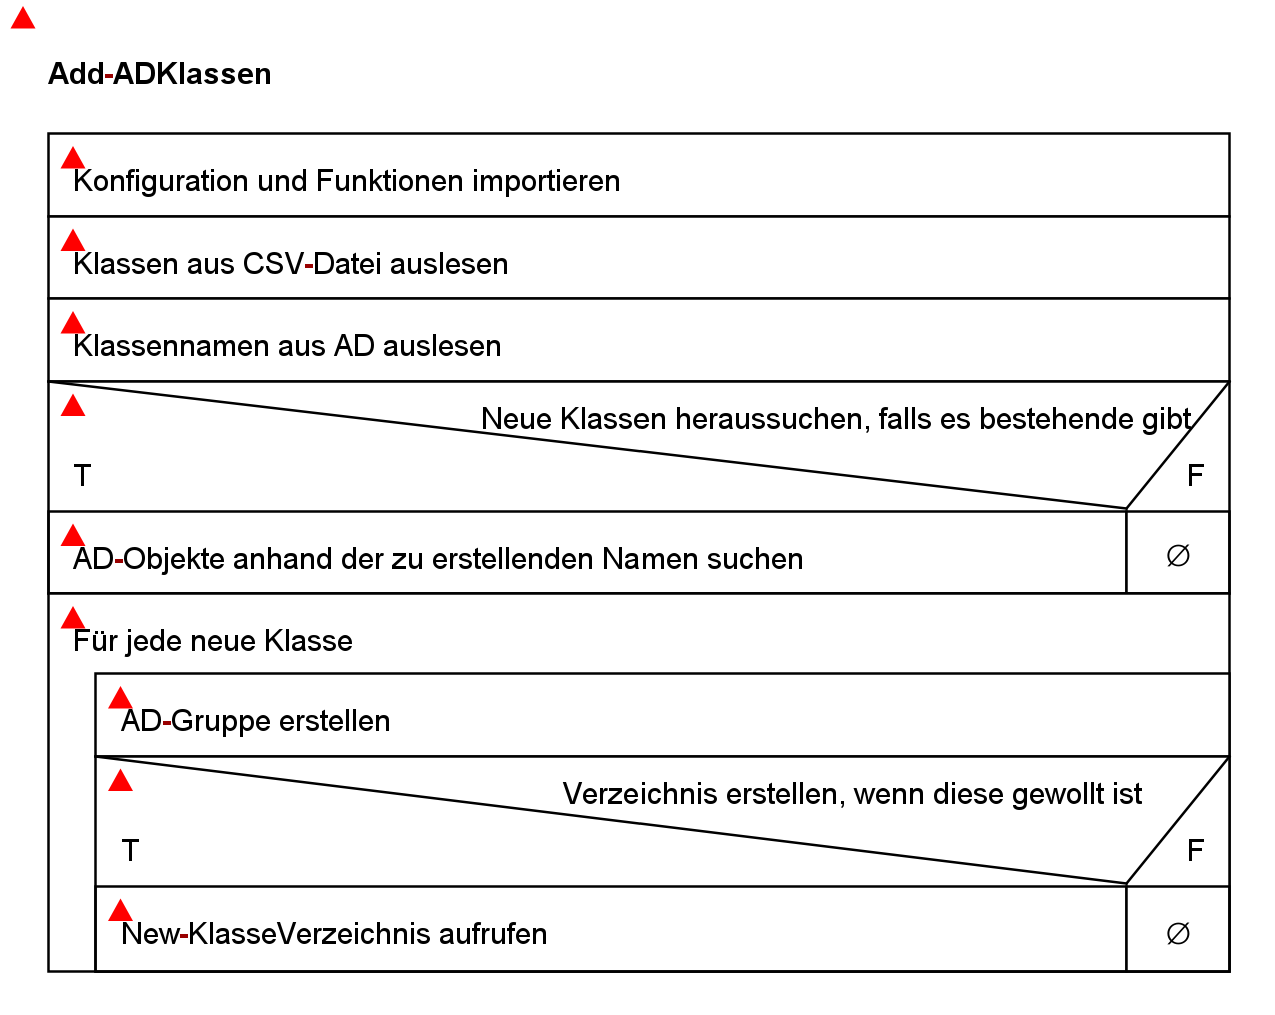 Add-ADKlassen
Konfiguration und Funktionen importieren
Klassen aus CSV-Datei auslesen
Klassennamen aus AD auslesen
Neue Klassen heraussuchen, falls es bestehende gibt
T
F
AD-Objekte anhand der zu erstellenden Namen suchen
∅
Für jede neue Klasse
AD-Gruppe erstellen
Verzeichnis erstellen, wenn diese gewollt ist
T
F
New-KlasseVerzeichnis aufrufen
∅